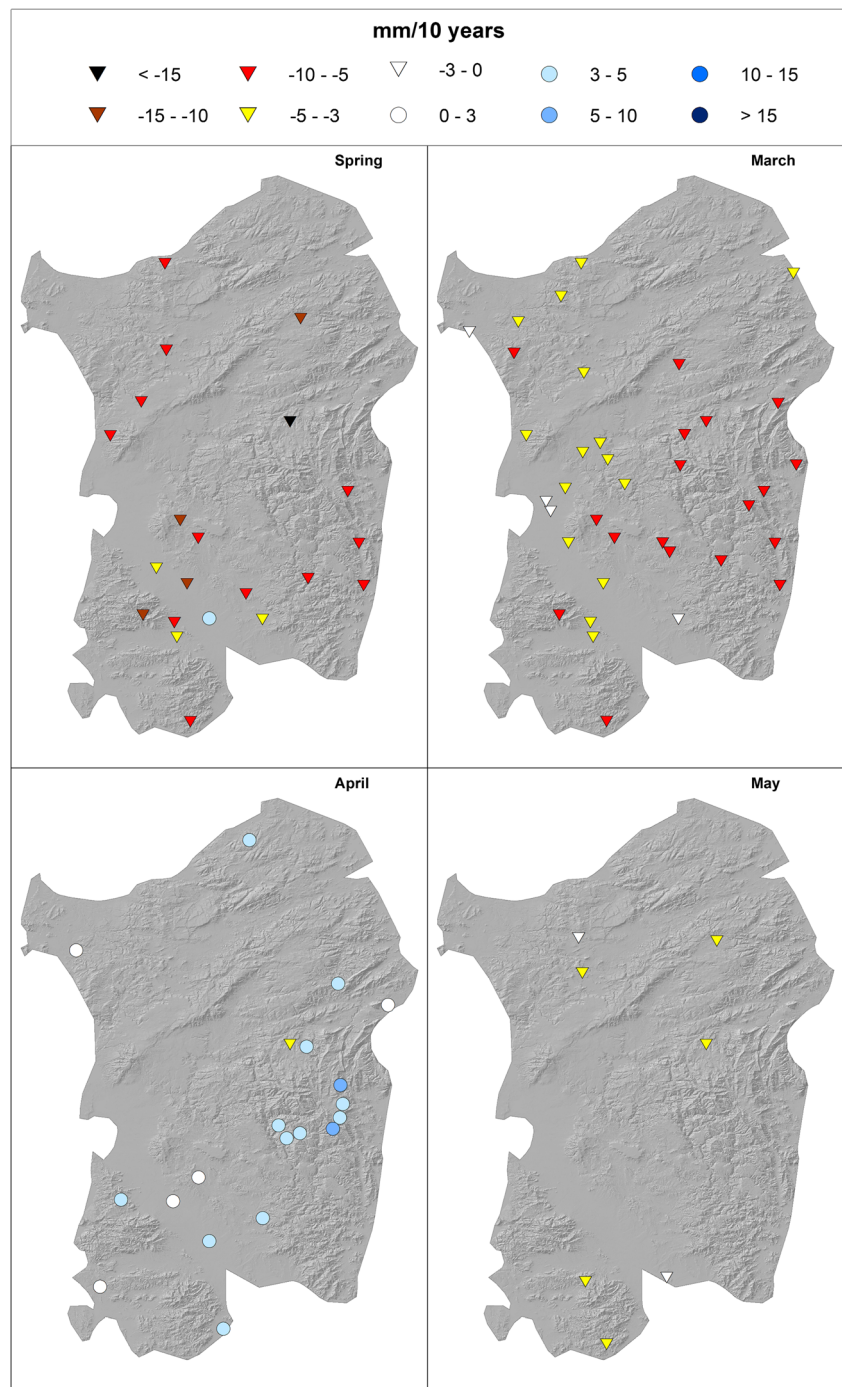 mm/10 years
< -15 -10 - -5 -3 - 0 3 - 5 10 - 15
-15 - -10 -5 - -3 0 - 3 5 - 10 > 15
Spring March
April May